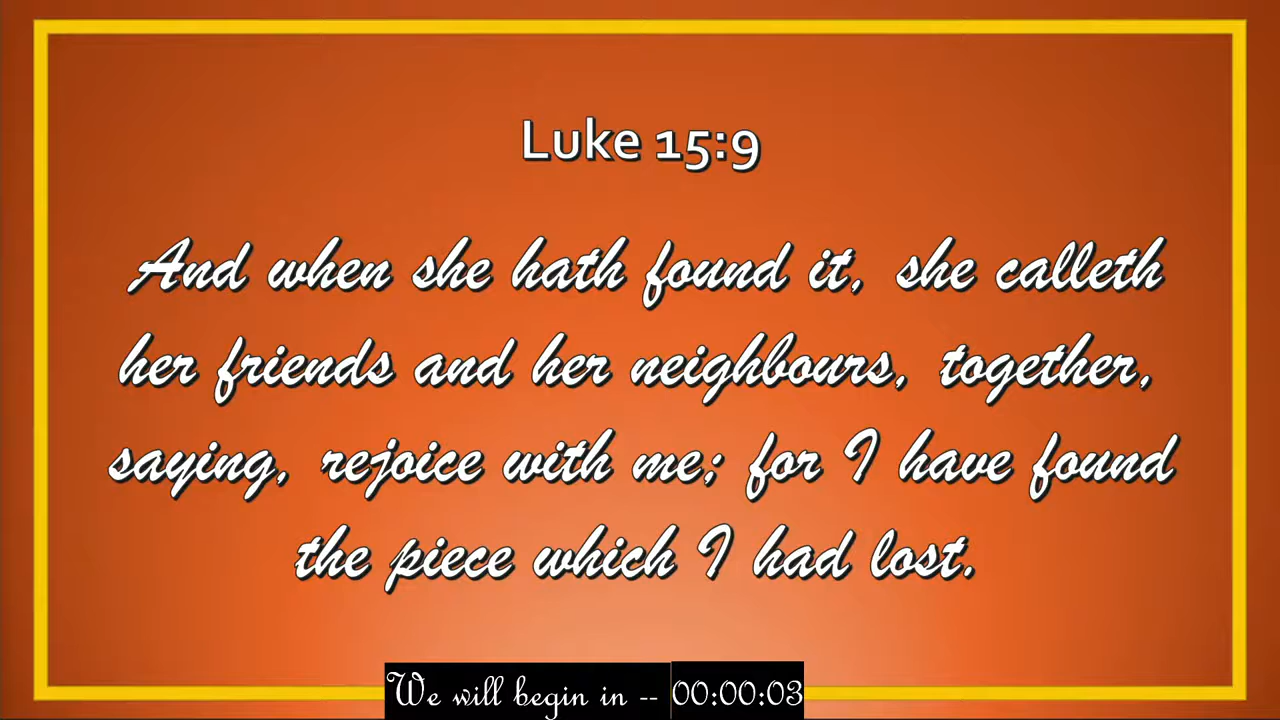 Luke 15:9
And when she hath found it, she calleth
her friends and her neighbours, together,
saying, rejoice with me; for I have found
the piece which I had lost.
We will begin in -- 00:00:03